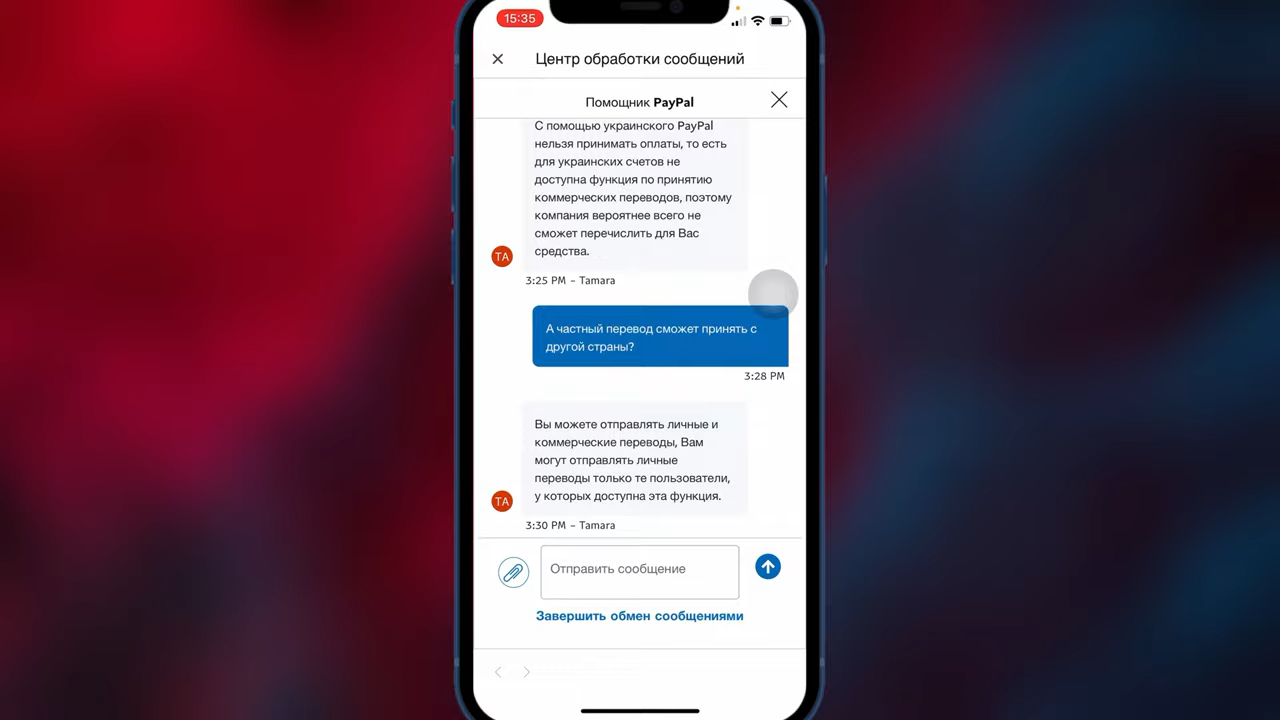 15:35
Центр обработки сообщений
Помощник PayPal
С помощью украинского PayPal
нельзя принимать оплаты, то есть
для украинских счетов не
доступна функция по принятию
коммерческих переводов, поэтому
компания вероятнее всего не
сможет перечислить для Вас
средства.
TA
3:25 PM – Tamara
А частный перевод сможет принять с
другой страны?
3:28 PM
Вы можете отправлять личные и
коммерческие переводы, Вам
могут отправлять личные
переводы только те пользователи,
у которых доступна эта функция.
TA
3:30 PM – Tamara
Отправить сообщение
Завершить обмен сообщениями